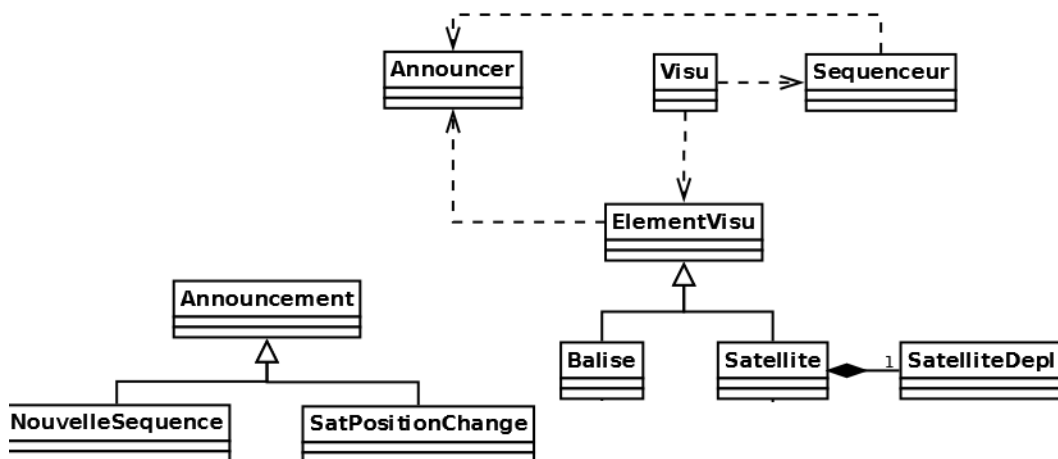 Announcer
Visu
Sequenceur
ElementVisu
Announcement
Balise
Satellite
1
SatelliteDepl
NouvelleSequence
SatPositionChange